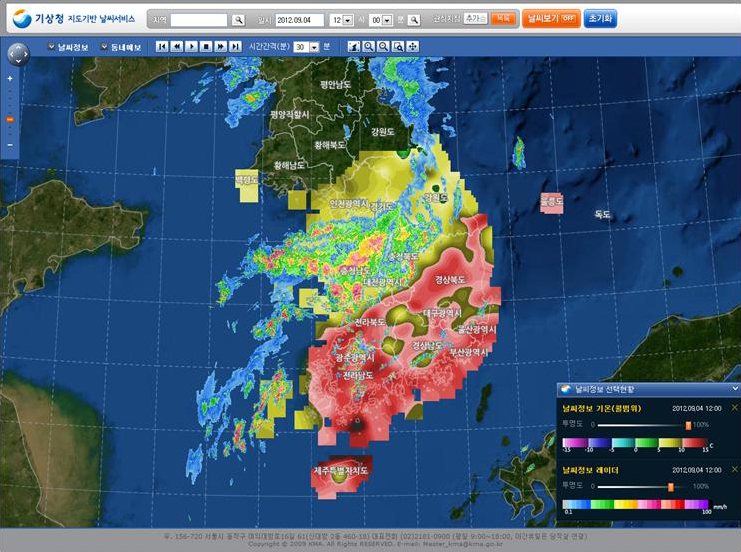 기상청 지도기반 날씨서비스
지역
일시 2012.09.04 12 시 00 분
관심지점 추가 목록
날씨보기 OFF
초기화
날씨정보 동네예보
시간간격(분) 30 분
평안남도
평양직할시
강원도
황해북도
황해남도
백령도
인천광역시
경기도
강원도
울릉도
독도
충청북도
충청남도
대전광역시
경상북도
전라북도
대구광역시
울산광역시
경상남도
부산광역시
광주광역시
전라남도
제주특별자치도
날씨정보 선택현황
날씨정보 기온(쿨범위) 2012.09.04 12:00
투명도 0 100%
-15 -10 -5 0 5 10 15 C
날씨정보 레이더 2012.09.04 12:00
투명도 0 100%
0.1 100 mm/h
우. 156-720 서울시 동작구 여의대방로16길 61(신대방 2동 460-18) 대표전화 (02)2181-0900 (평일 9:00~18:00, 야간휴일은 당직실 연결)
Copyright © 2009 KMA. All Rights RESERVED. E-mail: Master_kma@kma.go.kr